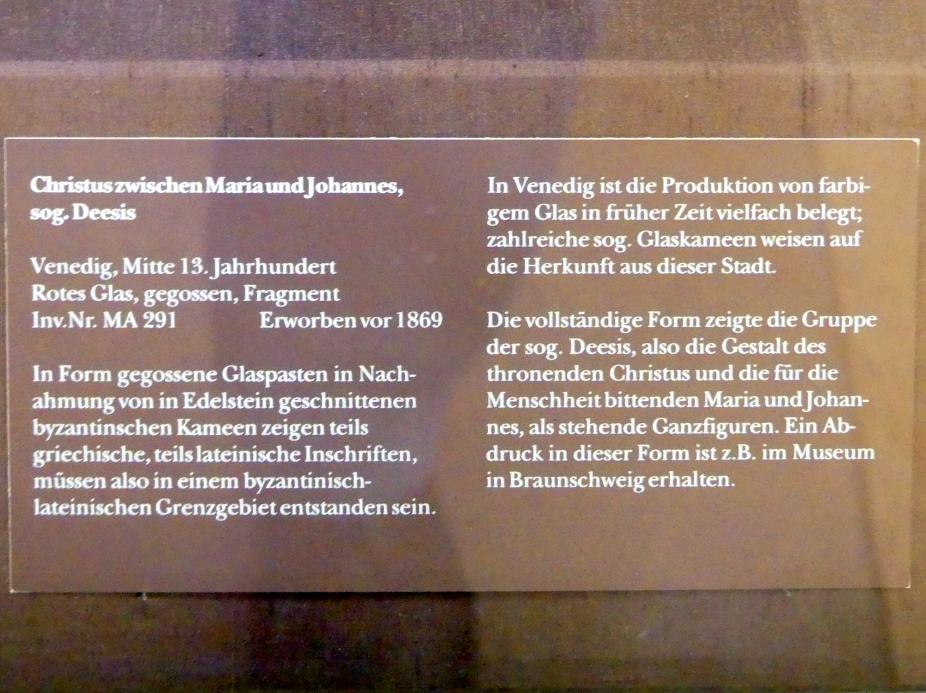 Christus zwischen Maria und Johannes,
sog. Deesis
Venedig, Mitte 13. Jahrhundert
Rotes Glas, gegossen, Fragment
Inv.Nr. MA 291 Erworben vor 1869
In Form gegossene Glaspasten in Nach-
ahmung von in Edelstein geschnittenen
byzantinschen Kameen zeigen teils
griechische, teils lateinische Inschriften,
müssen also in einem byzantinisch-
lateinischen Grenzgebiet entstanden sein.
In Venedig ist die Produktion von farbi-
gem Glas in früher Zeit vielfach belegt;
zahlreiche sog. Glaskameen weisen auf
die Herkunft aus dieser Stadt.
Die vollständige Form zeigte die Gruppe
der sog. Deesis, also die Gestalt des
thronenden Christus und die für die
Menschheit bittenden Maria und Johan-
nes, als stehende Ganzfiguren. Ein Ab-
druck in dieser Form ist z.B. im Museum
in Braunschweig erhalten.